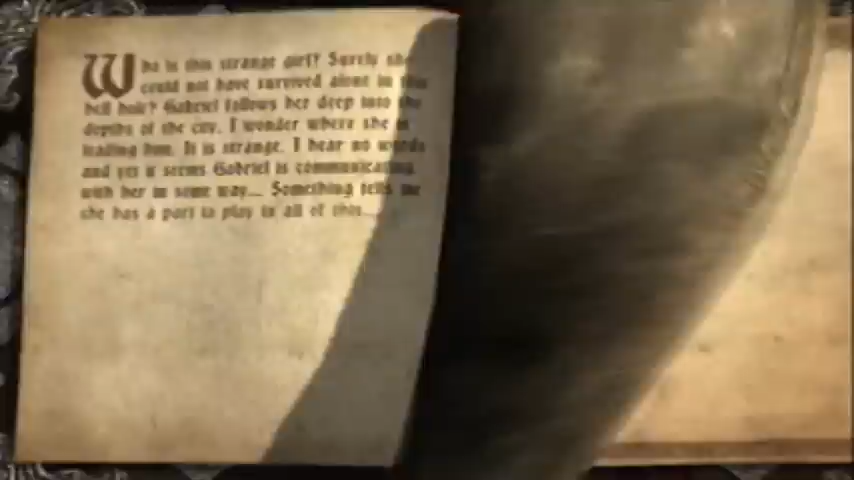 Who is this strange girl? Surely she
could not have survived alone in this
hell hole? Gabriel follows her deep into the
depths of the city. I wonder where she is
leading him. It is strange. I hear no words
and yet it seems Gabriel is communicating
with her in some way... Something tells me
she has a part to play in all of this...